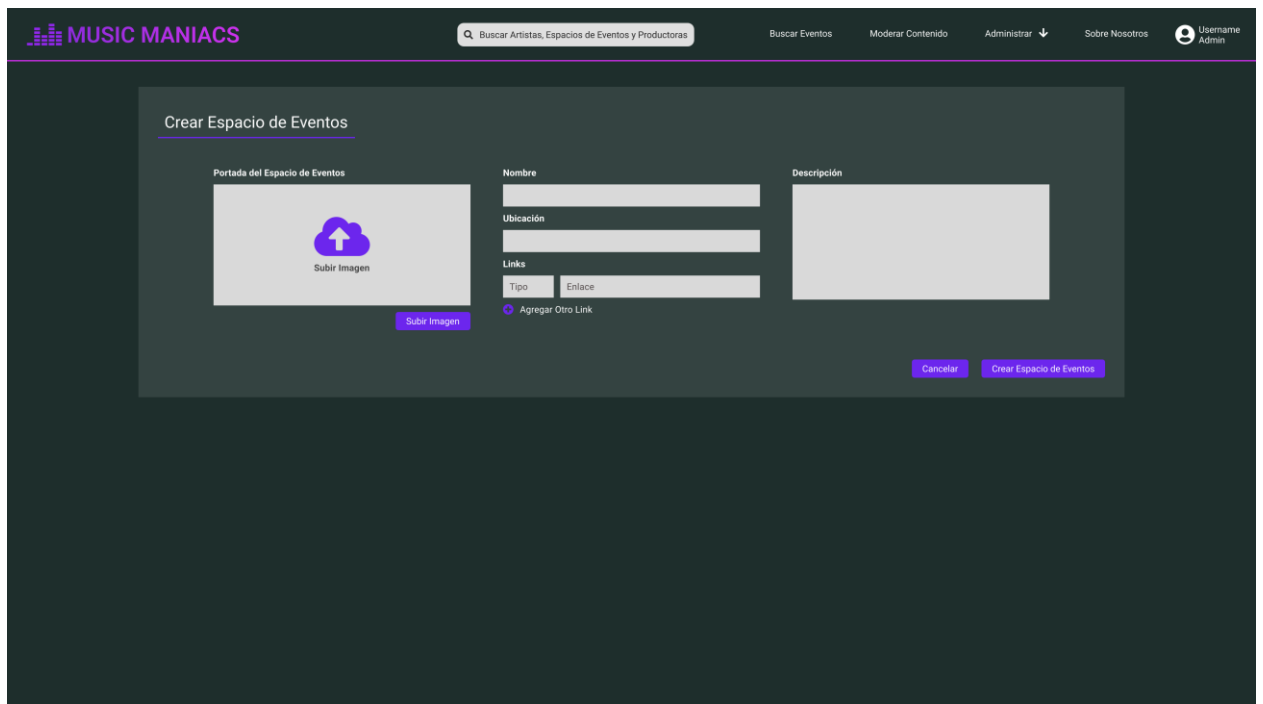 MUSIC MANIACS
Buscar Artistas, Espacios de Eventos y Productoras
Buscar Eventos
Moderar Contenido
Administrar
Sobre Nosotros
Username
Admin
Crear Espacio de Eventos
Portada del Espacio de Eventos
Subir Imagen
Subir Imagen
Nombre
Ubicación
Links
Tipo
Enlace
Agregar Otro Link
Descripción
Cancelar
Crear Espacio de Eventos